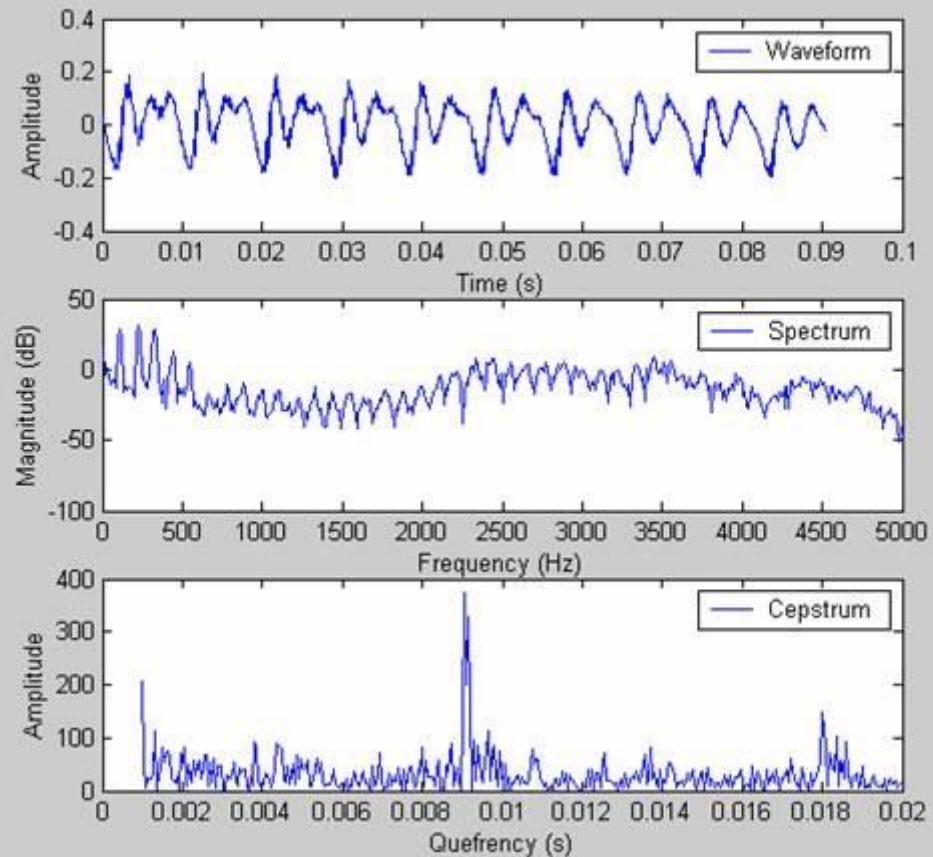 0.4
0.2
0
-0.2
-0.4
Amplitude
Waveform
0 0.01 0.02 0.03 0.04 0.05 0.06 0.07 0.08 0.09 0.1
Time (s)
50
0
-50
-100
Magnitude (dB)
Spectrum
0 500 1000 1500 2000 2500 3000 3500 4000 4500 5000
Frequency (Hz)
400
300
200
100
0
Amplitude
Cepstrum
0 0.002 0.004 0.006 0.008 0.01 0.012 0.014 0.016 0.018 0.02
Quefrency (s)